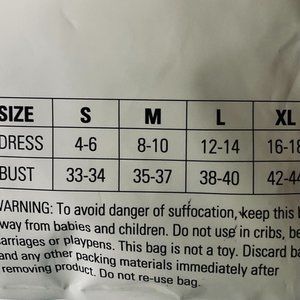 SIZE S M L XL
DRESS 4-6 8-10 12-14 16-18
BUST 33-34 35-37 38-40 42-44
WARNING: To avoid danger of suffocation, keep this
away from babies and children. Do not use in cribs,
carriages or playpens. This bag is not a toy. Discard
and any other packing materials immediately after
removing product. Do not re-use bag.